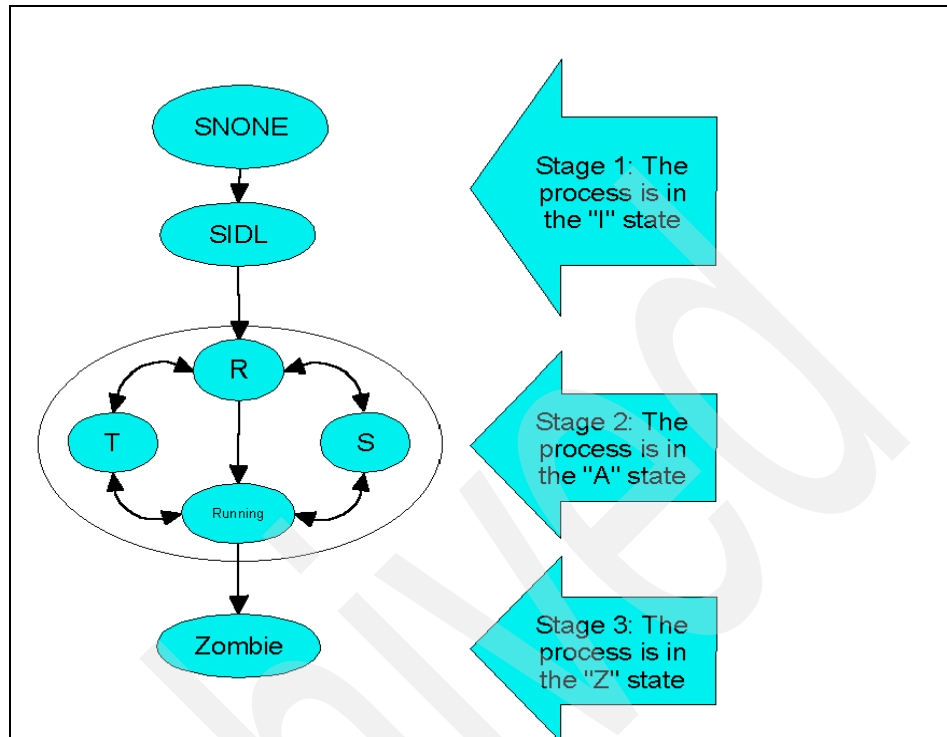 SNONE
SIDL
R
T
S
Running
Zombie
Stage 1: The
process is in
the "I" state
Stage 2: The
process is in
the "A" state
Stage 3: The
process is in
the "Z" state
hived